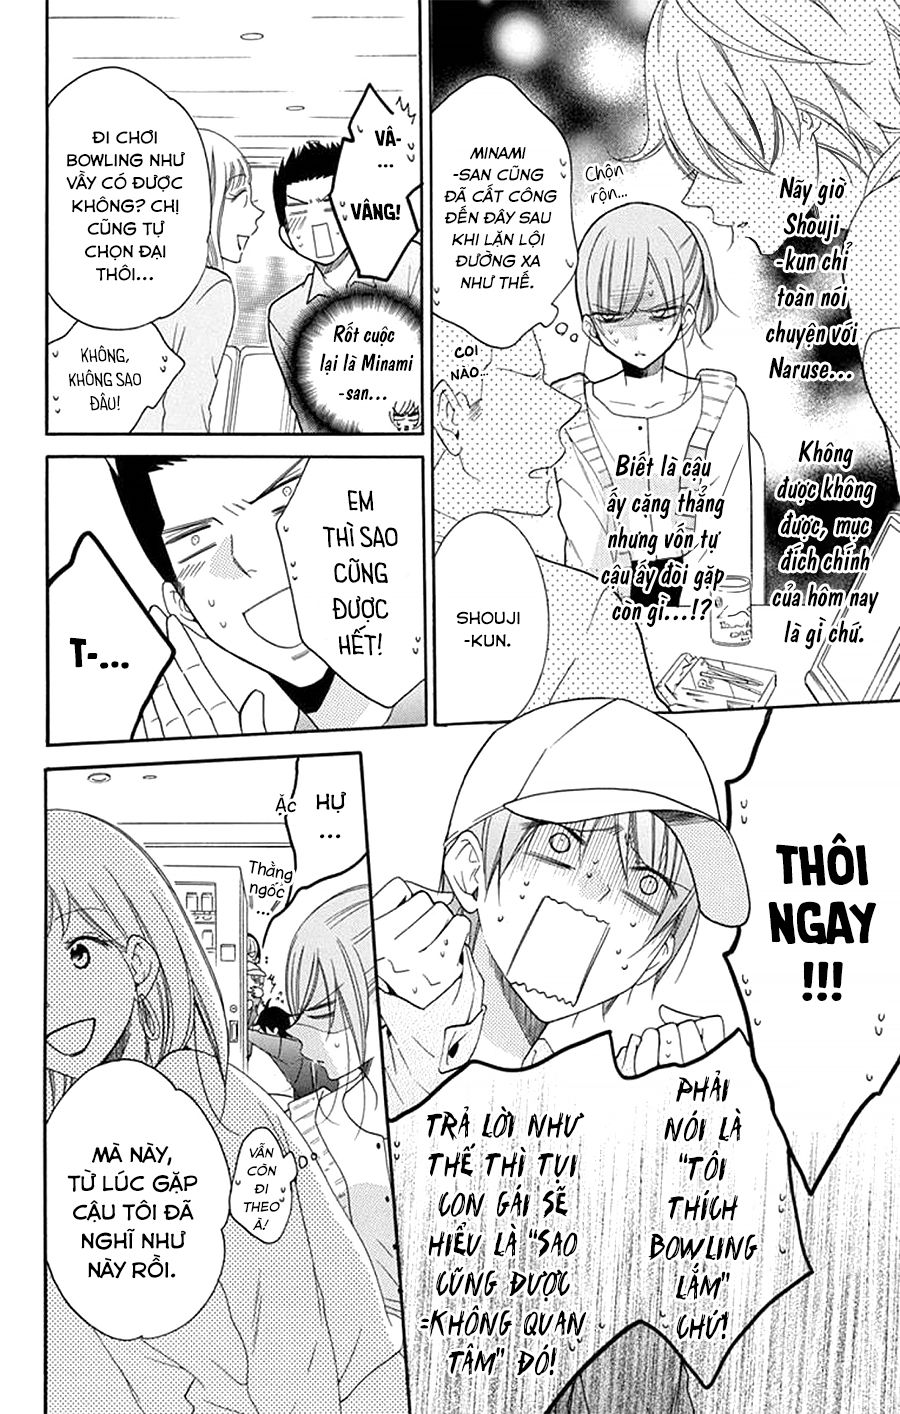 Nãy giờ
Shouji
-kun chỉ
toàn nói
chuyện với
Naruse...
Không
được không
được, mục
đích chính
của hôm nay
là gì chứ.
Chộn
rộn...
MINAMI
-SAN CŨNG
ĐÃ CẤT CÔNG
ĐẾN ĐÂY SAU
KHI LẶN LỘI
ĐƯỜNG XA
NHƯ THẾ.
COI
NÀO...
Biết là cậu
ấy căng thẳng
nhưng vốn tự
cậu ấy đòi gặp
con gì...!?
SHOUJI
-KUN.
VÂ-
...
VÂNG!
ĐI CHƠI
BOWLING NHƯ
VẦY CÓ ĐƯỢC
KHÔNG? CHỊ
CŨNG TỰ
CHỌN ĐẠI
THÔI...
Rốt cuộc
lại là Minami
-san...
KHÔNG,
KHÔNG SAO
ĐÂU!
EM
THÌ SAO
CŨNG
ĐƯỢC
HẾT!
T-...
THÔI
NGAY
!!!
PHẢI
NÓI LÀ
"TÔI
THÍCH
BOWLING
LẮM"
CHỨ!
TRẢ LỜI NHƯ
THẾ THÌ TỤI
CON GÁI SẼ
HIỂU LÀ "SAO
CŨNG ĐƯỢC
=KHÔNG QUAN
TÂM" ĐÓ!
HỰ
...
Ặc
Thằng
ngốc
...
VẪN
CÒN
ĐI
THEO
À!
MÀ NÀY,
TỪ LÚC GẶP
CẬU TÔI ĐÃ
NGHĨ NHƯ
NÀY RỒI.